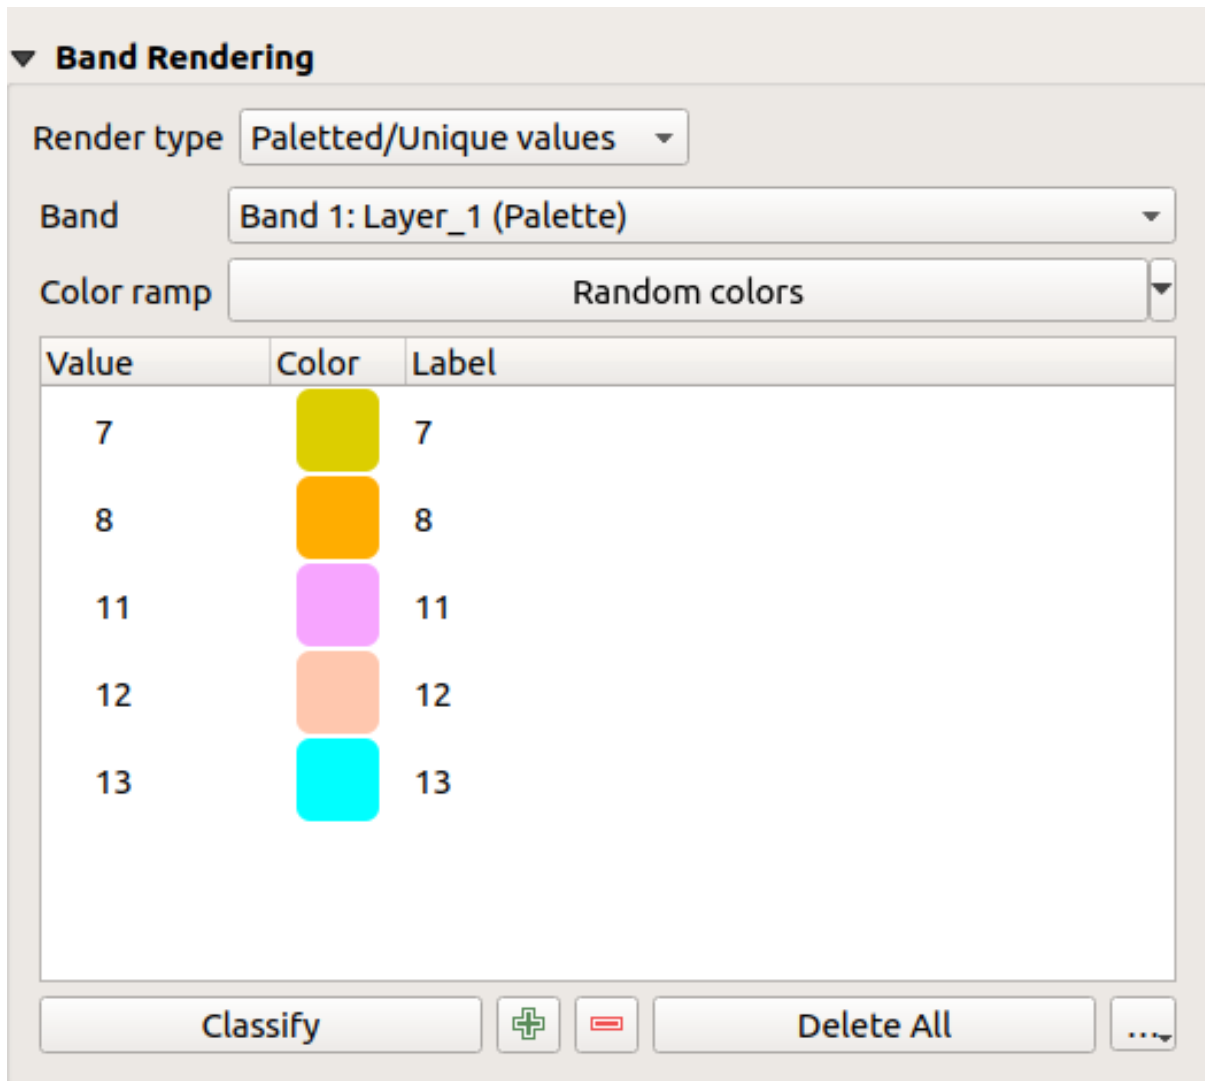 Band Rendering
Render type Paletted/Unique values
Band Band 1: Layer_1 (Palette)
Color ramp Random colors
Value Color Label
7 7
8 8
11 11
12 12
13 13
Classify Delete All ...